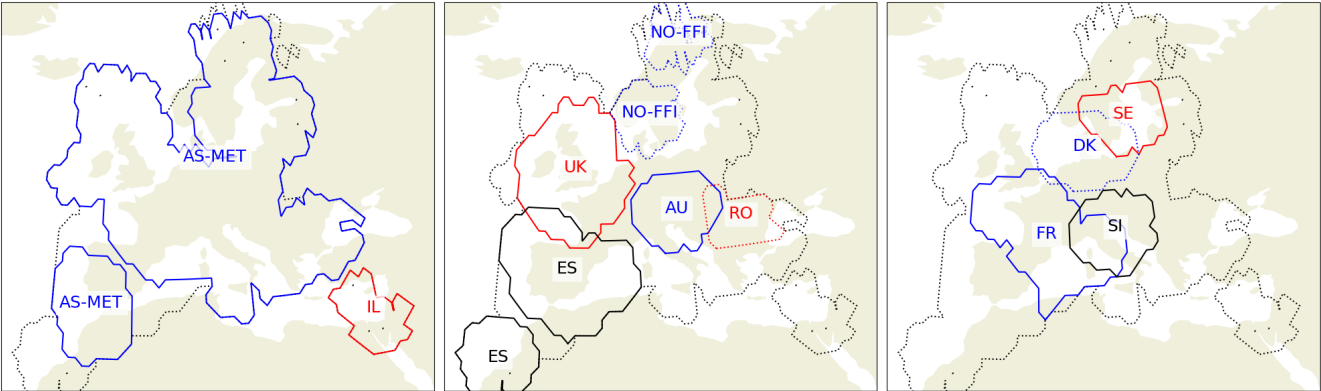 AS-MET
AS-MET
IL
NO-FFI
NO-FFI
UK
AU
RO
ES
ES
SE
DK
FR
SI